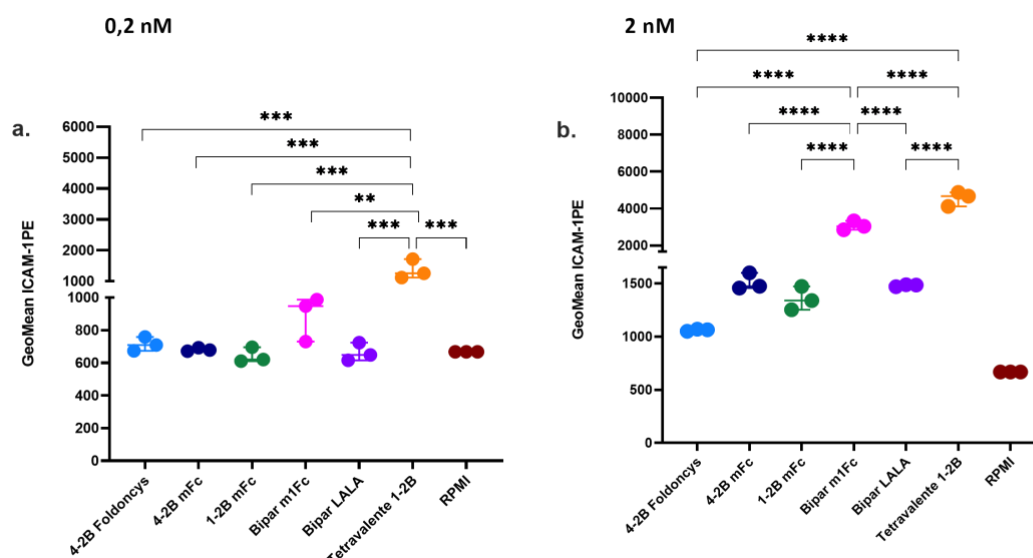 0,2 nM
a.
***
***
***
**
***
***
GeoMean ICAM-1PE
6000
5000
4000
3000
2000
1000
1000
800
600
400
200
0
4-2B Foldoncys
4-2B mFc
1-2B mFc
Bipar m1Fc
Bipar LALA
Tetravalente 1-2B
RPMI
2 nM
b.
****
****
****
****
****
****
****
GeoMean ICAM-1PE
10000
8000
6000
4000
2000
1500
1000
500
0
4-2B Foldoncys
4-2B mFc
1-2B mFc
Bipar m1Fc
Bipar LALA
Tetravalente 1-2B
RPMI